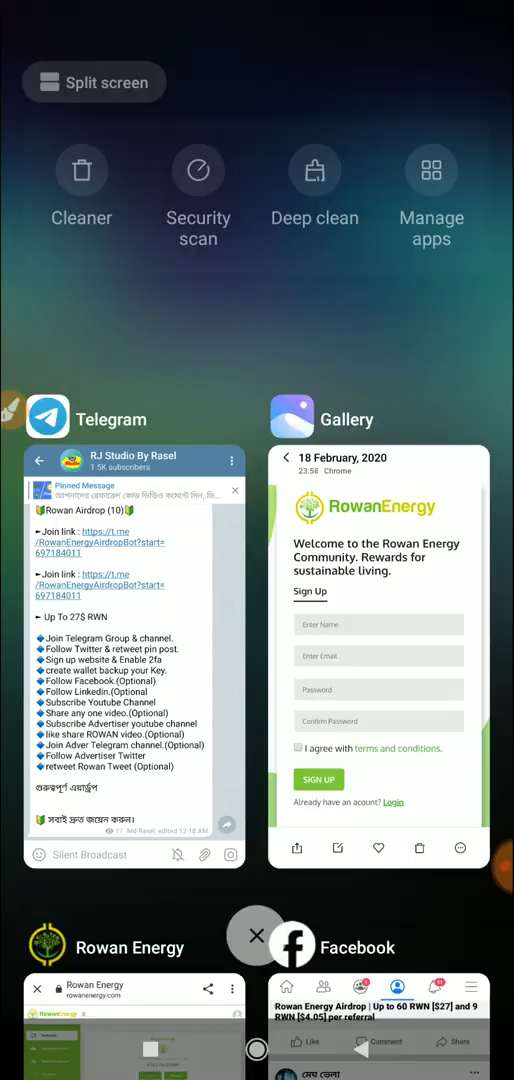 Split screen
Cleaner
Security scan
Deep clean
Manage apps
Telegram
RJ Studio By Rasel
1.5K subscribers
Pinned Message
আপনাদের রেফারেল কোড ভিডিও কমেন্টে দিন, ভি...
🔰Rowan Airdrop (10)🔰
►Join link : https://t.me
/RowanEnergyAirdropBot?start=
697184011
►Join link : https://t.me
/RowanEnergyAirdropBot?start=
697184011
► Up To 27$ RWN
🔷Join Telegram Group & channel.
🔷Follow Twitter & retweet pin post.
🔷Sign up website & Enable 2fa
🔷create wallet backup your Key.
🔷Follow Facebook.(Optional)
🔷Follow Linkedin.(Optional
🔷Subscribe Youtube Channel
🔷Share any one video.(Optional)
🔷Subscribe Advertiser youtube channel
🔷like share ROWAN video.(Optional)
🔷Join Adver Telegram channel.(Optional)
🔷Follow Advertiser Twitter
🔷retweet Rowan Tweet (Optional)
গুরুত্বপূর্ণ এয়ার্ড্রপ
🔰 সবাই দ্রুত জয়েন করুন।
Md Rasel, edited 12:18 AM
Silent Broadcast
Gallery
18 February, 2020
23:58 Chrome
RowanEnergy
Welcome to the Rowan Energy
Community. Rewards for
sustainable living.
Sign Up
Enter Name
Enter Email
Password
Confirm Password
I agree with terms and conditions.
SIGN UP
Already have an acount? Login
Rowan Energy
Rowan Energy
rowanenergy.com
Facebook
Rowan Energy Airdrop | Up to 60 RWN [$27] and 9
RWN [$4.05] per referral
Like
Comment
Share
মেঘ ভেলা